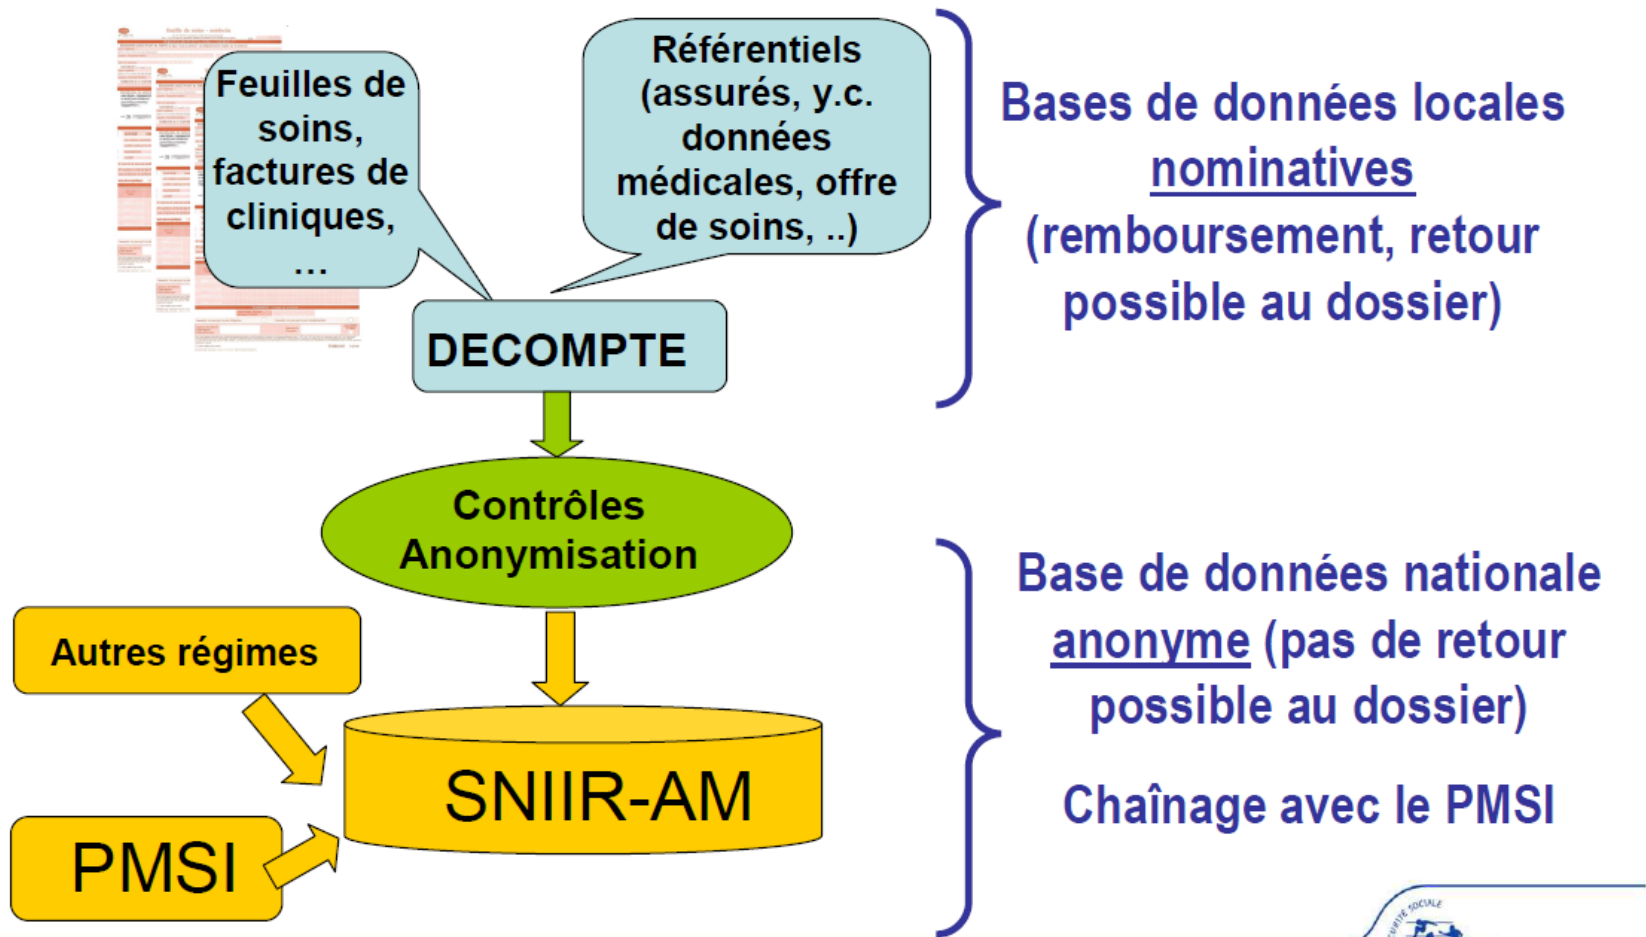 Feuilles de
soins,
factures de
cliniques,
...
Référentiels
(assurés, y.c.
données
médicales, offre
de soins, ..)
DECOMPTE
Bases de données locales
nominatives
(remboursement, retour
possible au dossier)
Contrôles
Anonymisation
Autres régimes
PMSI
SNIIR-AM
Base de données nationale
anonyme (pas de retour
possible au dossier)
Chaînage avec le PMSI
SOCIALE